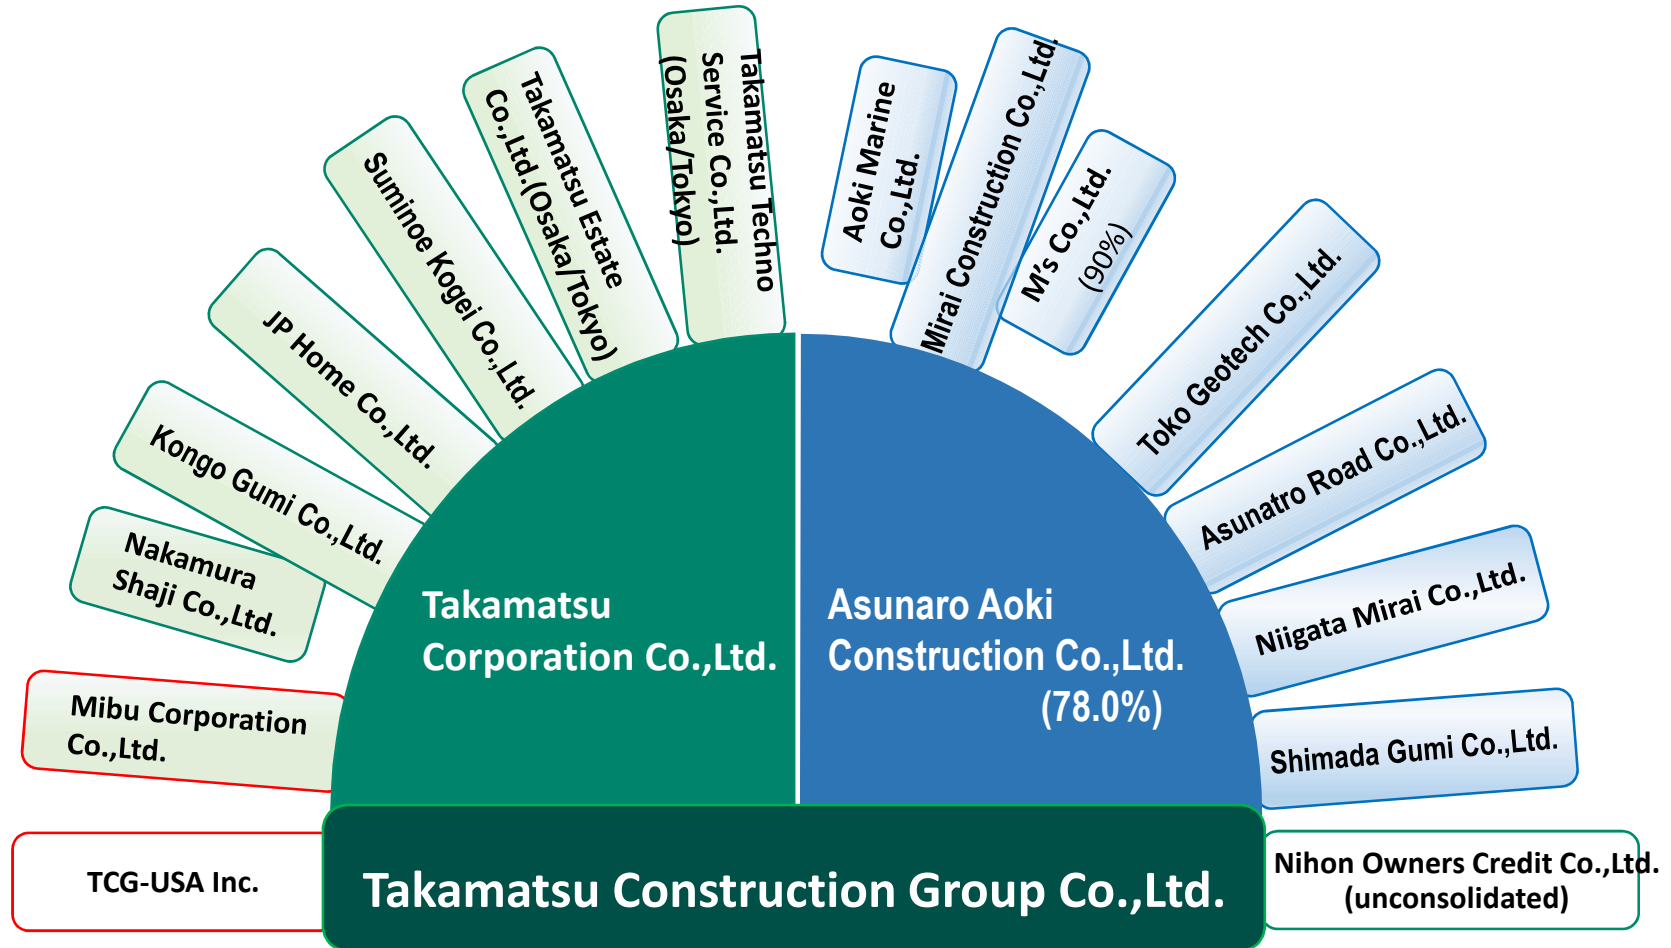 Takamatsu Techno
Service Co.,Ltd.
(Osaka/Tokyo)
Takamatsu Estate
Co.,Ltd.(Osaka/Tokyo)
Suminoe Kogei Co.,Ltd.
JP Home Co.,Ltd.
Kongo Gumi Co.,Ltd.
Nakamura
Shaji Co.,Ltd.
Mibu Corporation
Co.,Ltd.
TCG-USA Inc.
Aoki Marine
Co.,Ltd.
Mirai Construction Co.,Ltd.
M's Co.,Ltd.
(90%)
Toko Geotech Co.,Ltd.
Asunatro Road Co.,Ltd.
Niigata Mirai Co.,Ltd.
Shimada Gumi Co.,Ltd.
Nihon Owners Credit Co.,Ltd.
(unconsolidated)
Takamatsu
Corporation Co.,Ltd.
Asunaro Aoki
Construction Co.,Ltd.
(78.0%)
Takamatsu Construction Group Co.,Ltd.